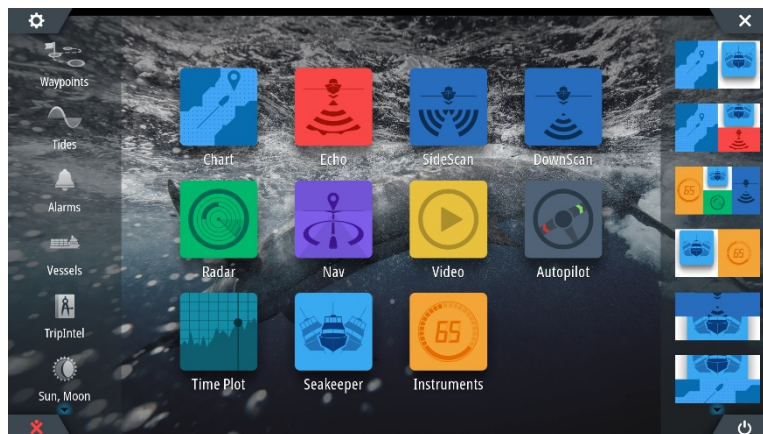 Waypoints
Tides
Alarms
Vessels
TripIntel
Sun, Moon
Chart
Echo
SideScan
DownScan
Radar
Nav
Video
Autopilot
Time Plot
Seakeeper
65
Instruments
65
65